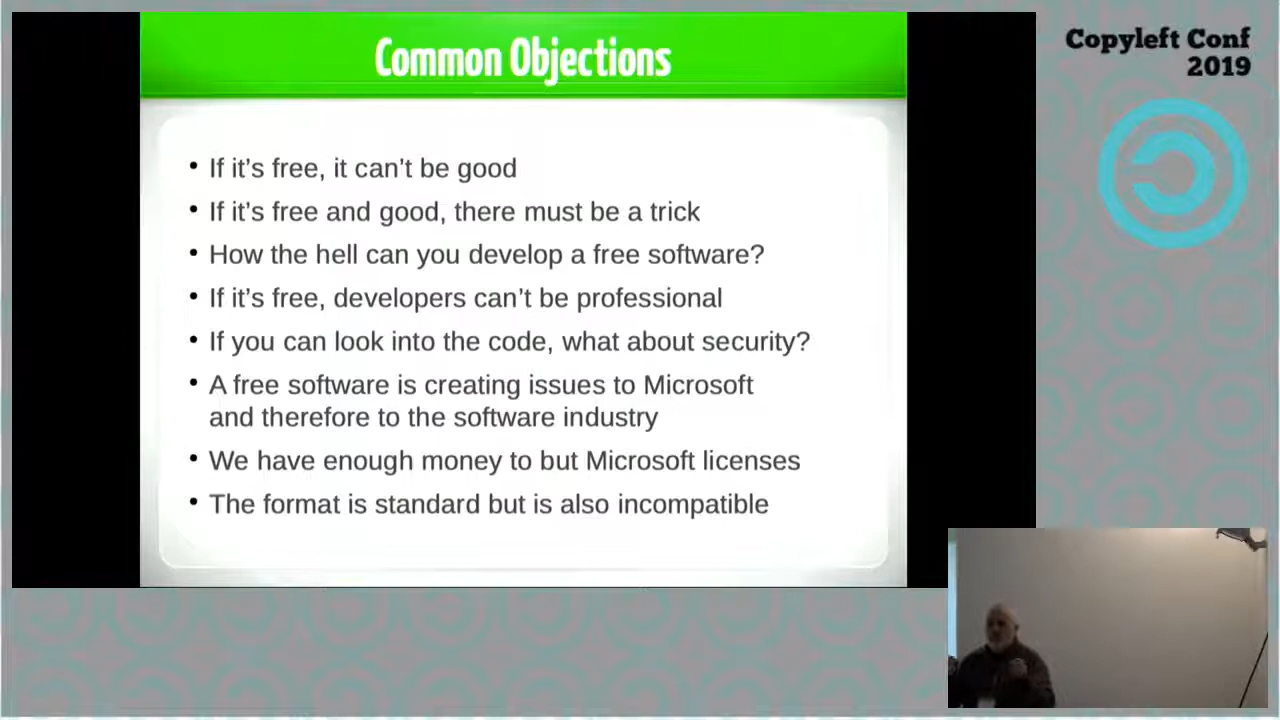 Common Objections
• If it's free, it can't be good
• If it's free and good, there must be a trick
• How the hell can you develop a free software?
• If it's free, developers can't be professional
• If you can look into the code, what about security?
• A free software is creating issues to Microsoft
and therefore to the software industry
• We have enough money to but Microsoft licenses
• The format is standard but is also incompatible
Copyleft Conf
2019